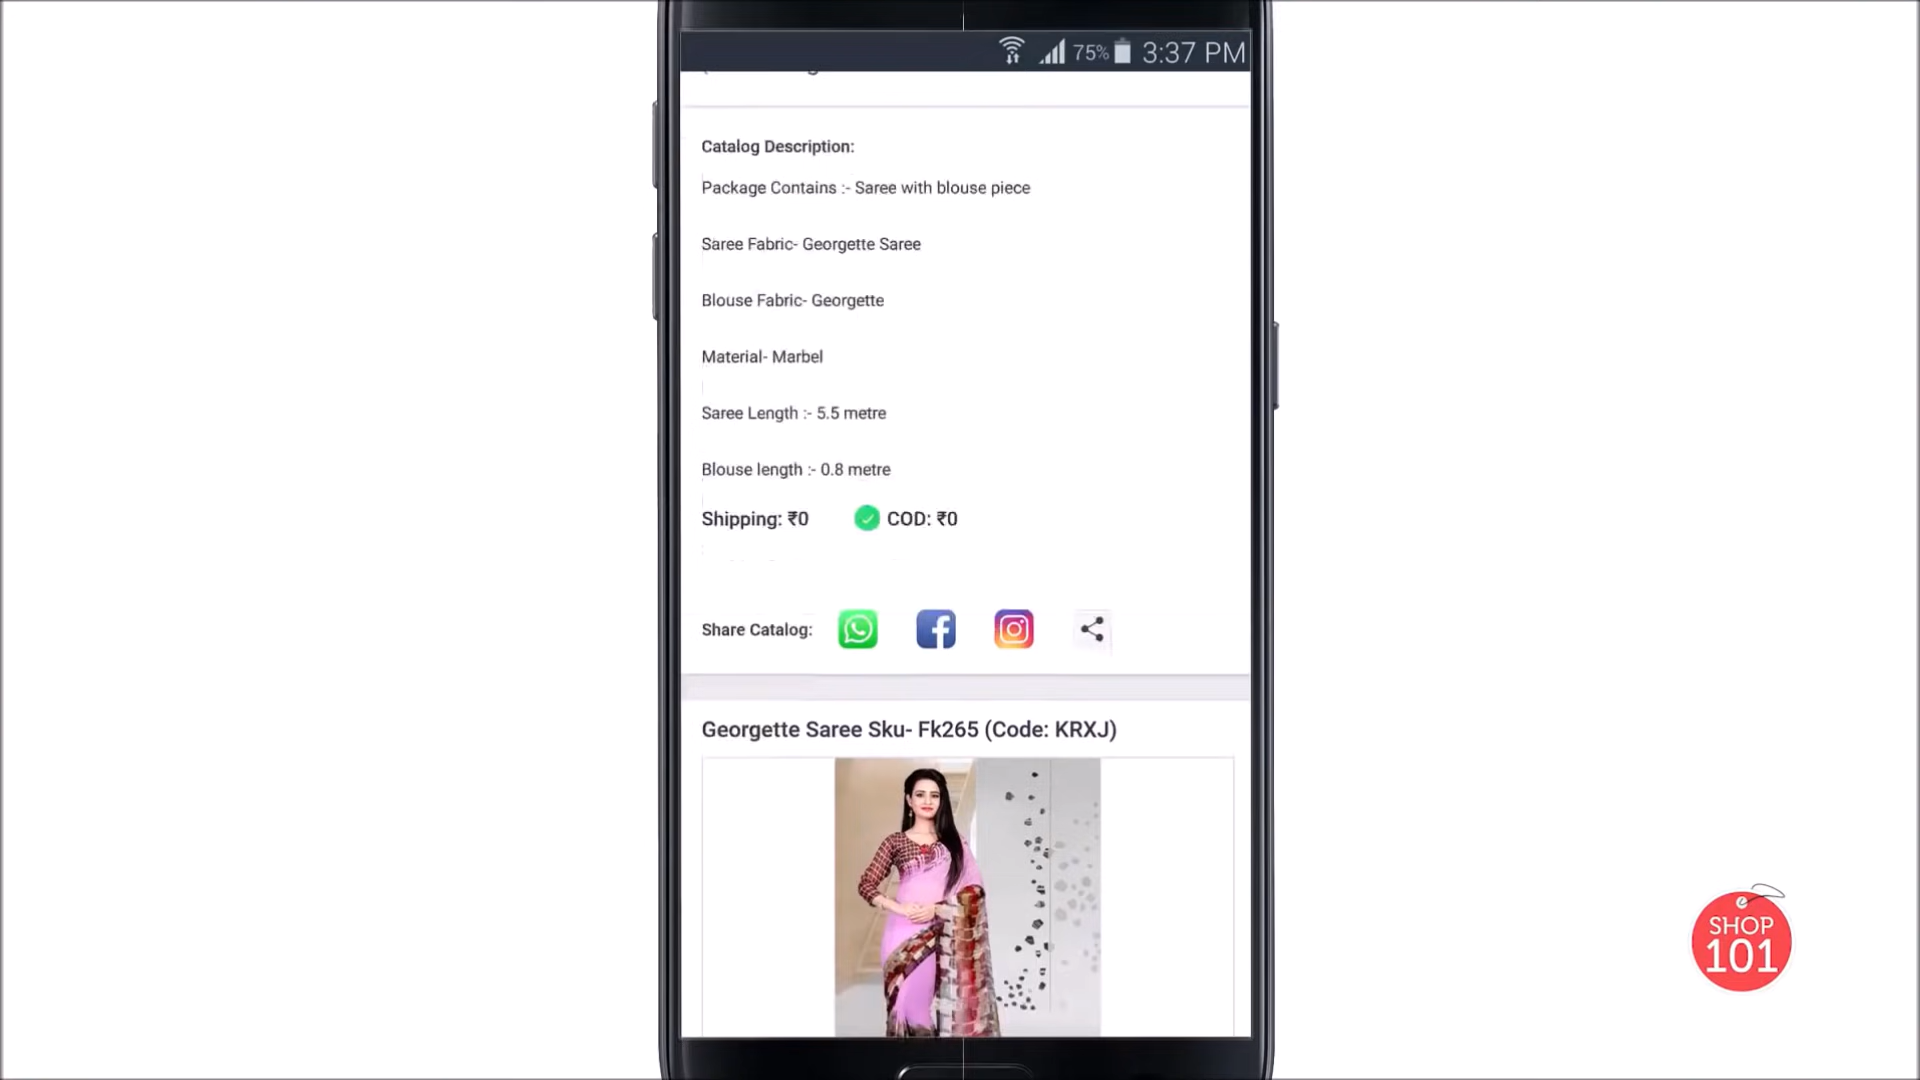 75% 3:37 PM
Catalog Description:
Package Contains :- Saree with blouse piece
Saree Fabric- Georgette Saree
Blouse Fabric- Georgette
Material- Marbel
Saree Length :- 5.5 metre
Blouse length :- 0.8 metre
Shipping: ₹0 COD: ₹0
Share Catalog:
Georgette Saree Sku- Fk265 (Code: KRXJ)
SHOP
101